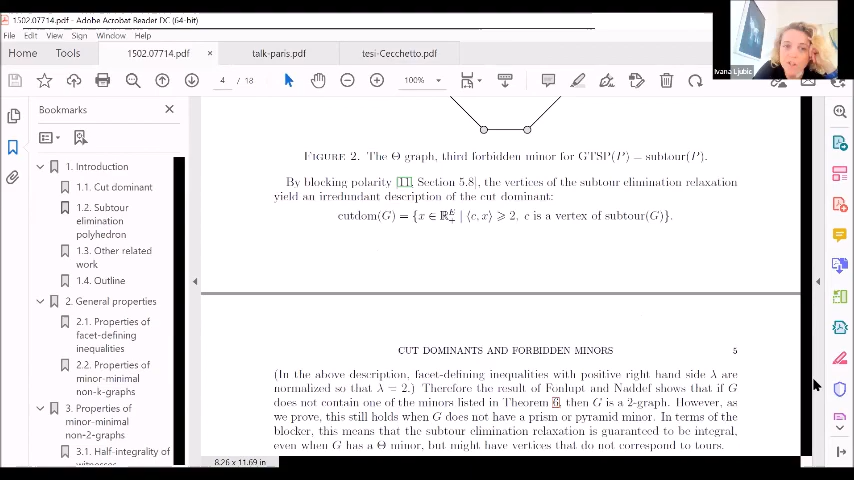 1502.07714.pdf - Adobe Acrobat Reader DC (64-bit)
File Edit View Sign Window Help
Home Tools 1502.07714.pdf × talk-paris.pdf tesi-Cecchetto.pdf
4 / 18 100%
Ivana Ljubic
Bookmarks
1. Introduction
1.1. Cut dominant
1.2. Subtour
elimination
polyhedron
1.3. Other related
work
1.4. Outline
2. General properties
2.1. Properties of
facet-defining
inequalities
2.2. Properties of
minor-minimal
non-k-graphs
3. Properties of
minor-minimal
non-2-graphs
3.1. Half-integrality of
witnesses
FIGURE 2. The Θ graph, third forbidden minor for GTSP(P) = subtour(P).
By blocking polarity [11, Section 5.8], the vertices of the subtour elimination relaxation
yield an irredundant description of the cut dominant:
cutdom(G) = {x ∈ ℝ₊ᴱ | ⟨c, x⟩ ⩾ 2, c is a vertex of subtour(G)}.
CUT DOMINANTS AND FORBIDDEN MINORS 5
(In the above description, facet-defining inequalities with positive right hand side λ are
normalized so that λ = 2.) Therefore the result of Fonlupt and Naddef shows that if G
does not contain one of the minors listed in Theorem 6, then G is a 2-graph. However, as
we prove, this still holds when G does not have a prism or pyramid minor. In terms of the
blocker, this means that the subtour elimination relaxation is guaranteed to be integral,
even when G has a Θ minor, but might have vertices that do not correspond to tours.
8.26 x 11.69 in